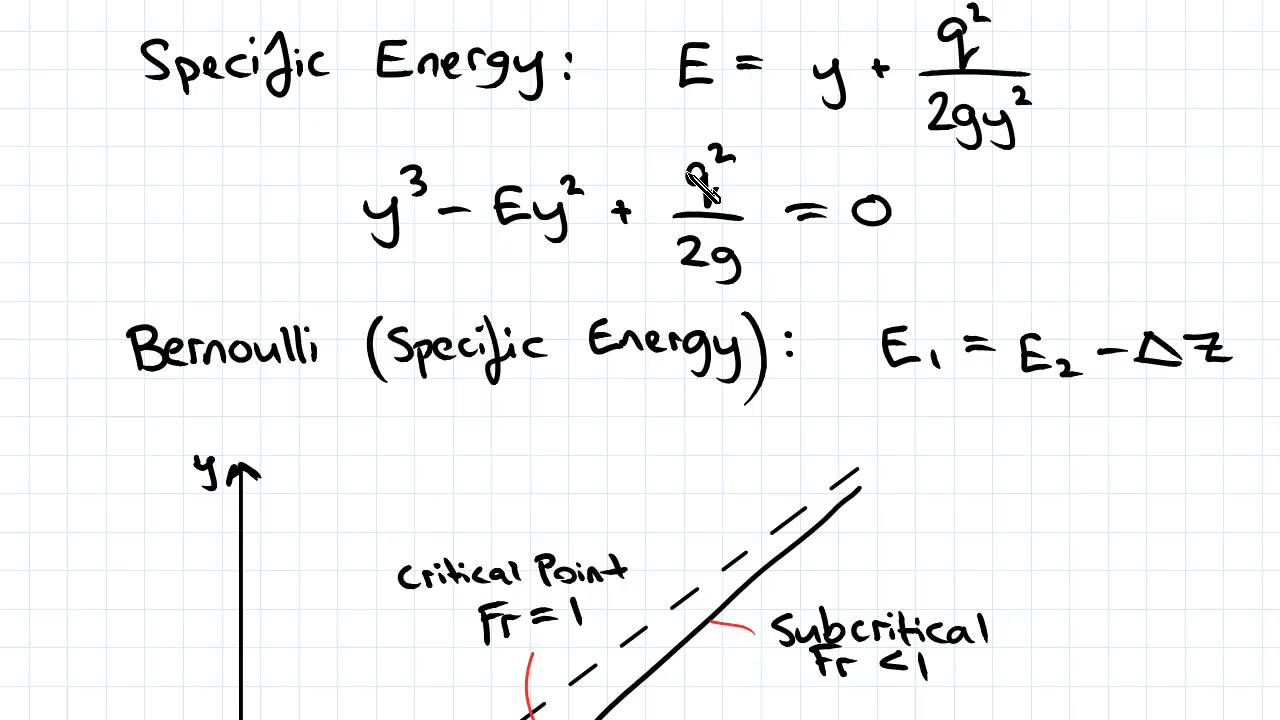 Specific Energy: E = y + q²/2gy²
y³ - Ey² + q²/2g = 0
Bernoulli (Specific Energy): E₁ = E₂ - ΔZ
y
Critical Point
Fr = 1
Subcritical
Fr < 1